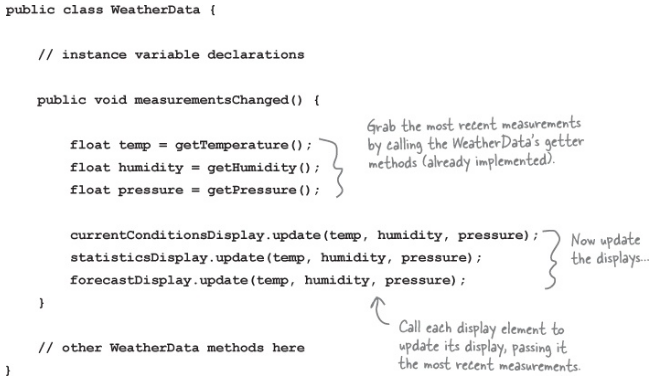 public class WeatherData {
// instance variable declarations
public void measurementsChanged() {
float temp = getTemperature();
float humidity = getHumidity();
float pressure = getPressure();
Grab the most recent measurements
by calling the WeatherData's getter
methods (already implemented).
currentConditionsDisplay.update(temp, humidity, pressure);
statisticsDisplay.update(temp, humidity, pressure);
forecastDisplay.update(temp, humidity, pressure);
Now update
the displays...
}
Call each display element to
update its display, passing it
the most recent measurements.
// other WeatherData methods here
}